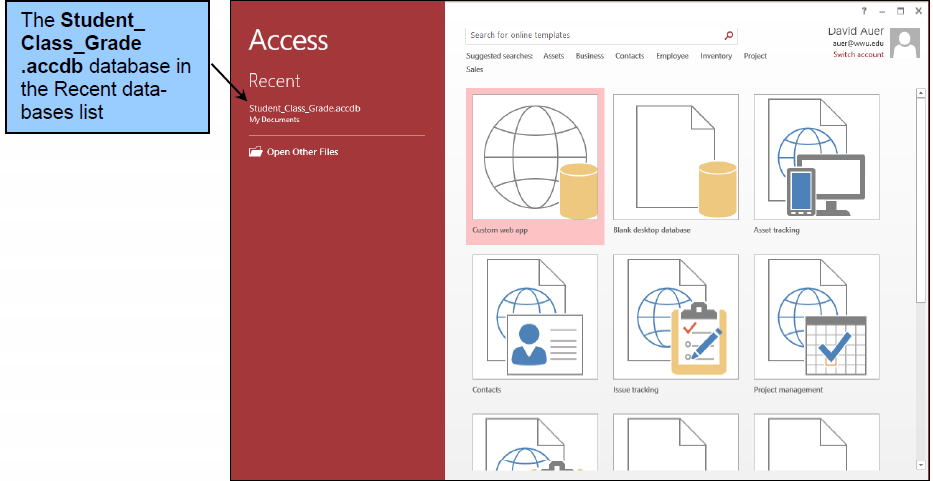 The Student_
Class_Grade
.accdb database in
the Recent data-
bases list
Access
Recent
Student_Class_Grade.accdb
My Documents
Open Other Files
?
Search for online templates
Suggested searches: Assets Business Contacts Employee Inventory Project
Sales
David Auer
auer@wwu.edu
Switch account
Custom web app
Blank desktop database
Asset tracking
Contacts
Issue tracking
Project management